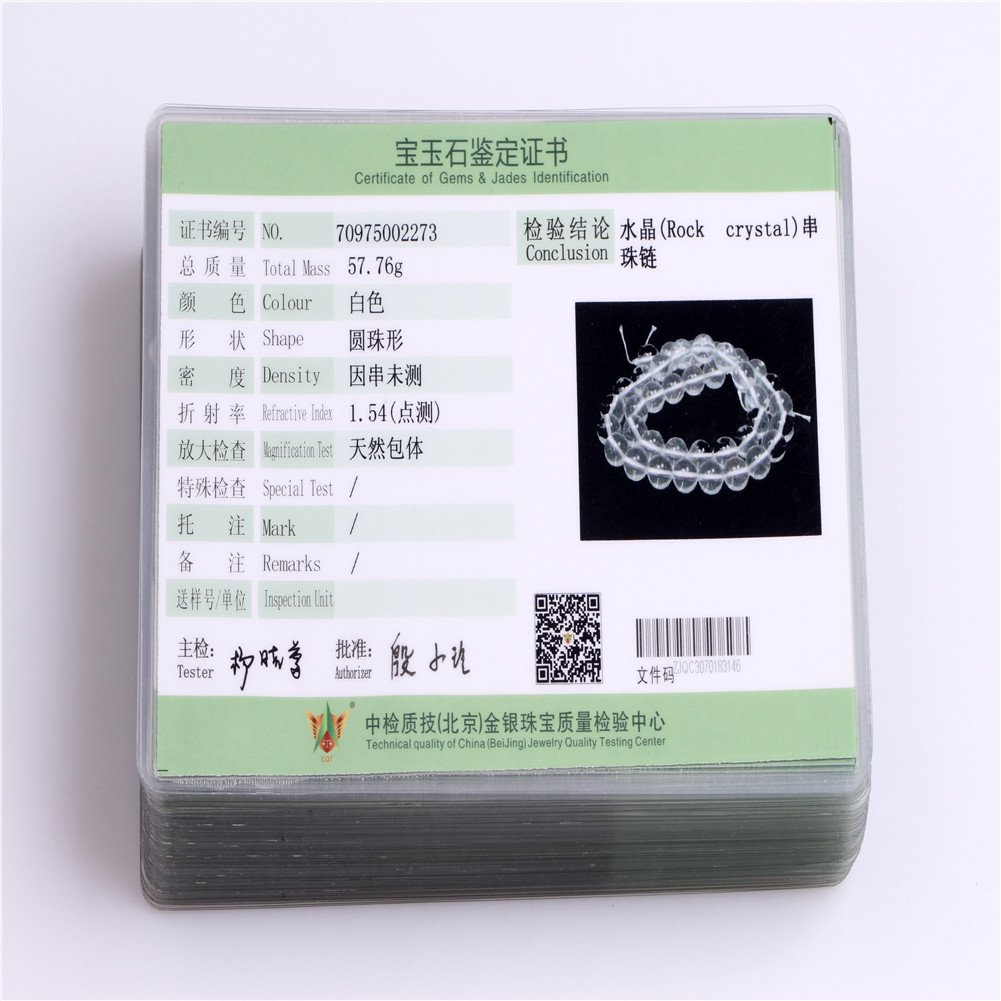 宝玉石鉴定证书
Certificate of Gems & Jades Identification
证书编号 NO. 70975002273
总质量 Total Mass 57.76g
颜色 Colour 白色
形状 Shape 圆珠形
密度 Density 因串未测
折射率 Refractive Index 1.54(点测)
放大检查 Magnification Test 天然包体
特殊检查 Special Test /
托注 Mark /
备注 Remarks /
送样号/单位 Inspection Unit
检验结论 水晶(Rock crystal)串
Conclusion 珠链
主检: 批准:
Tester Authorizer
文件码 ZJQC3070183146
中检质技(北京)金银珠宝质量检验中心
Technical quality of China(BeiJing)Jewelry Quality Testing Center
®
CQT